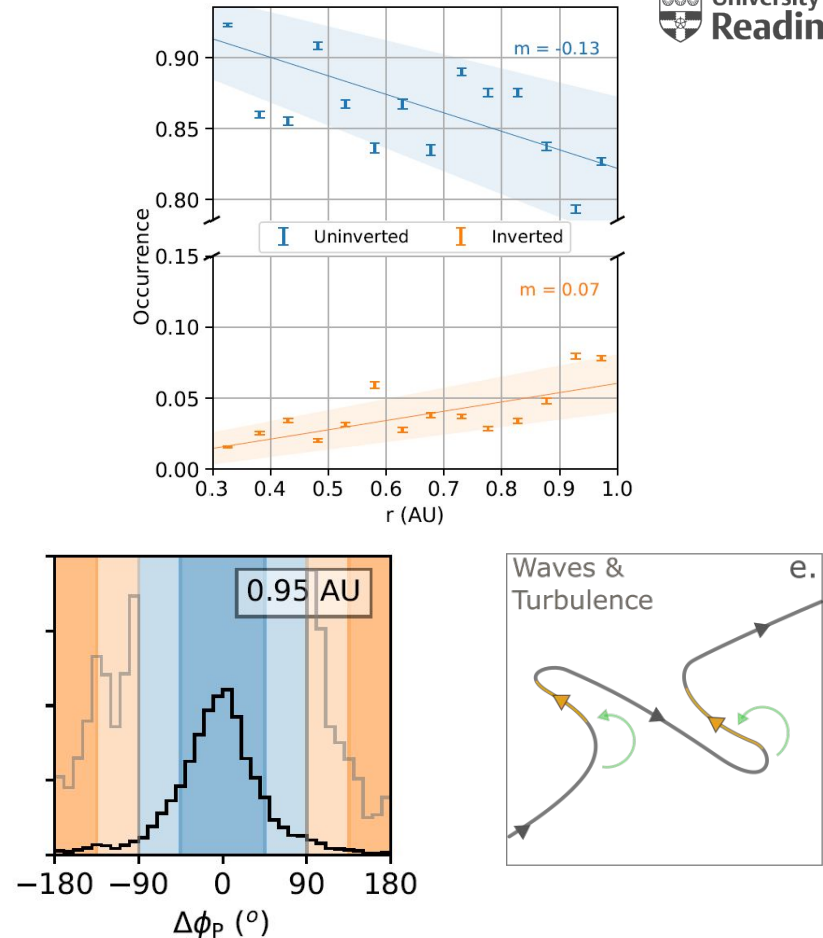 University
Readin
0.90
0.85
0.80
m = -0.13
Uninverted
Inverted
Occurrence
0.15
0.10
0.05
0.00
m = 0.07
0.3 0.4 0.5 0.6 0.7 0.8 0.9 1.0
r (AU)
0.95 AU
−180 −90 0 90 180
Δϕ_P (°)
Waves &
Turbulence
e.